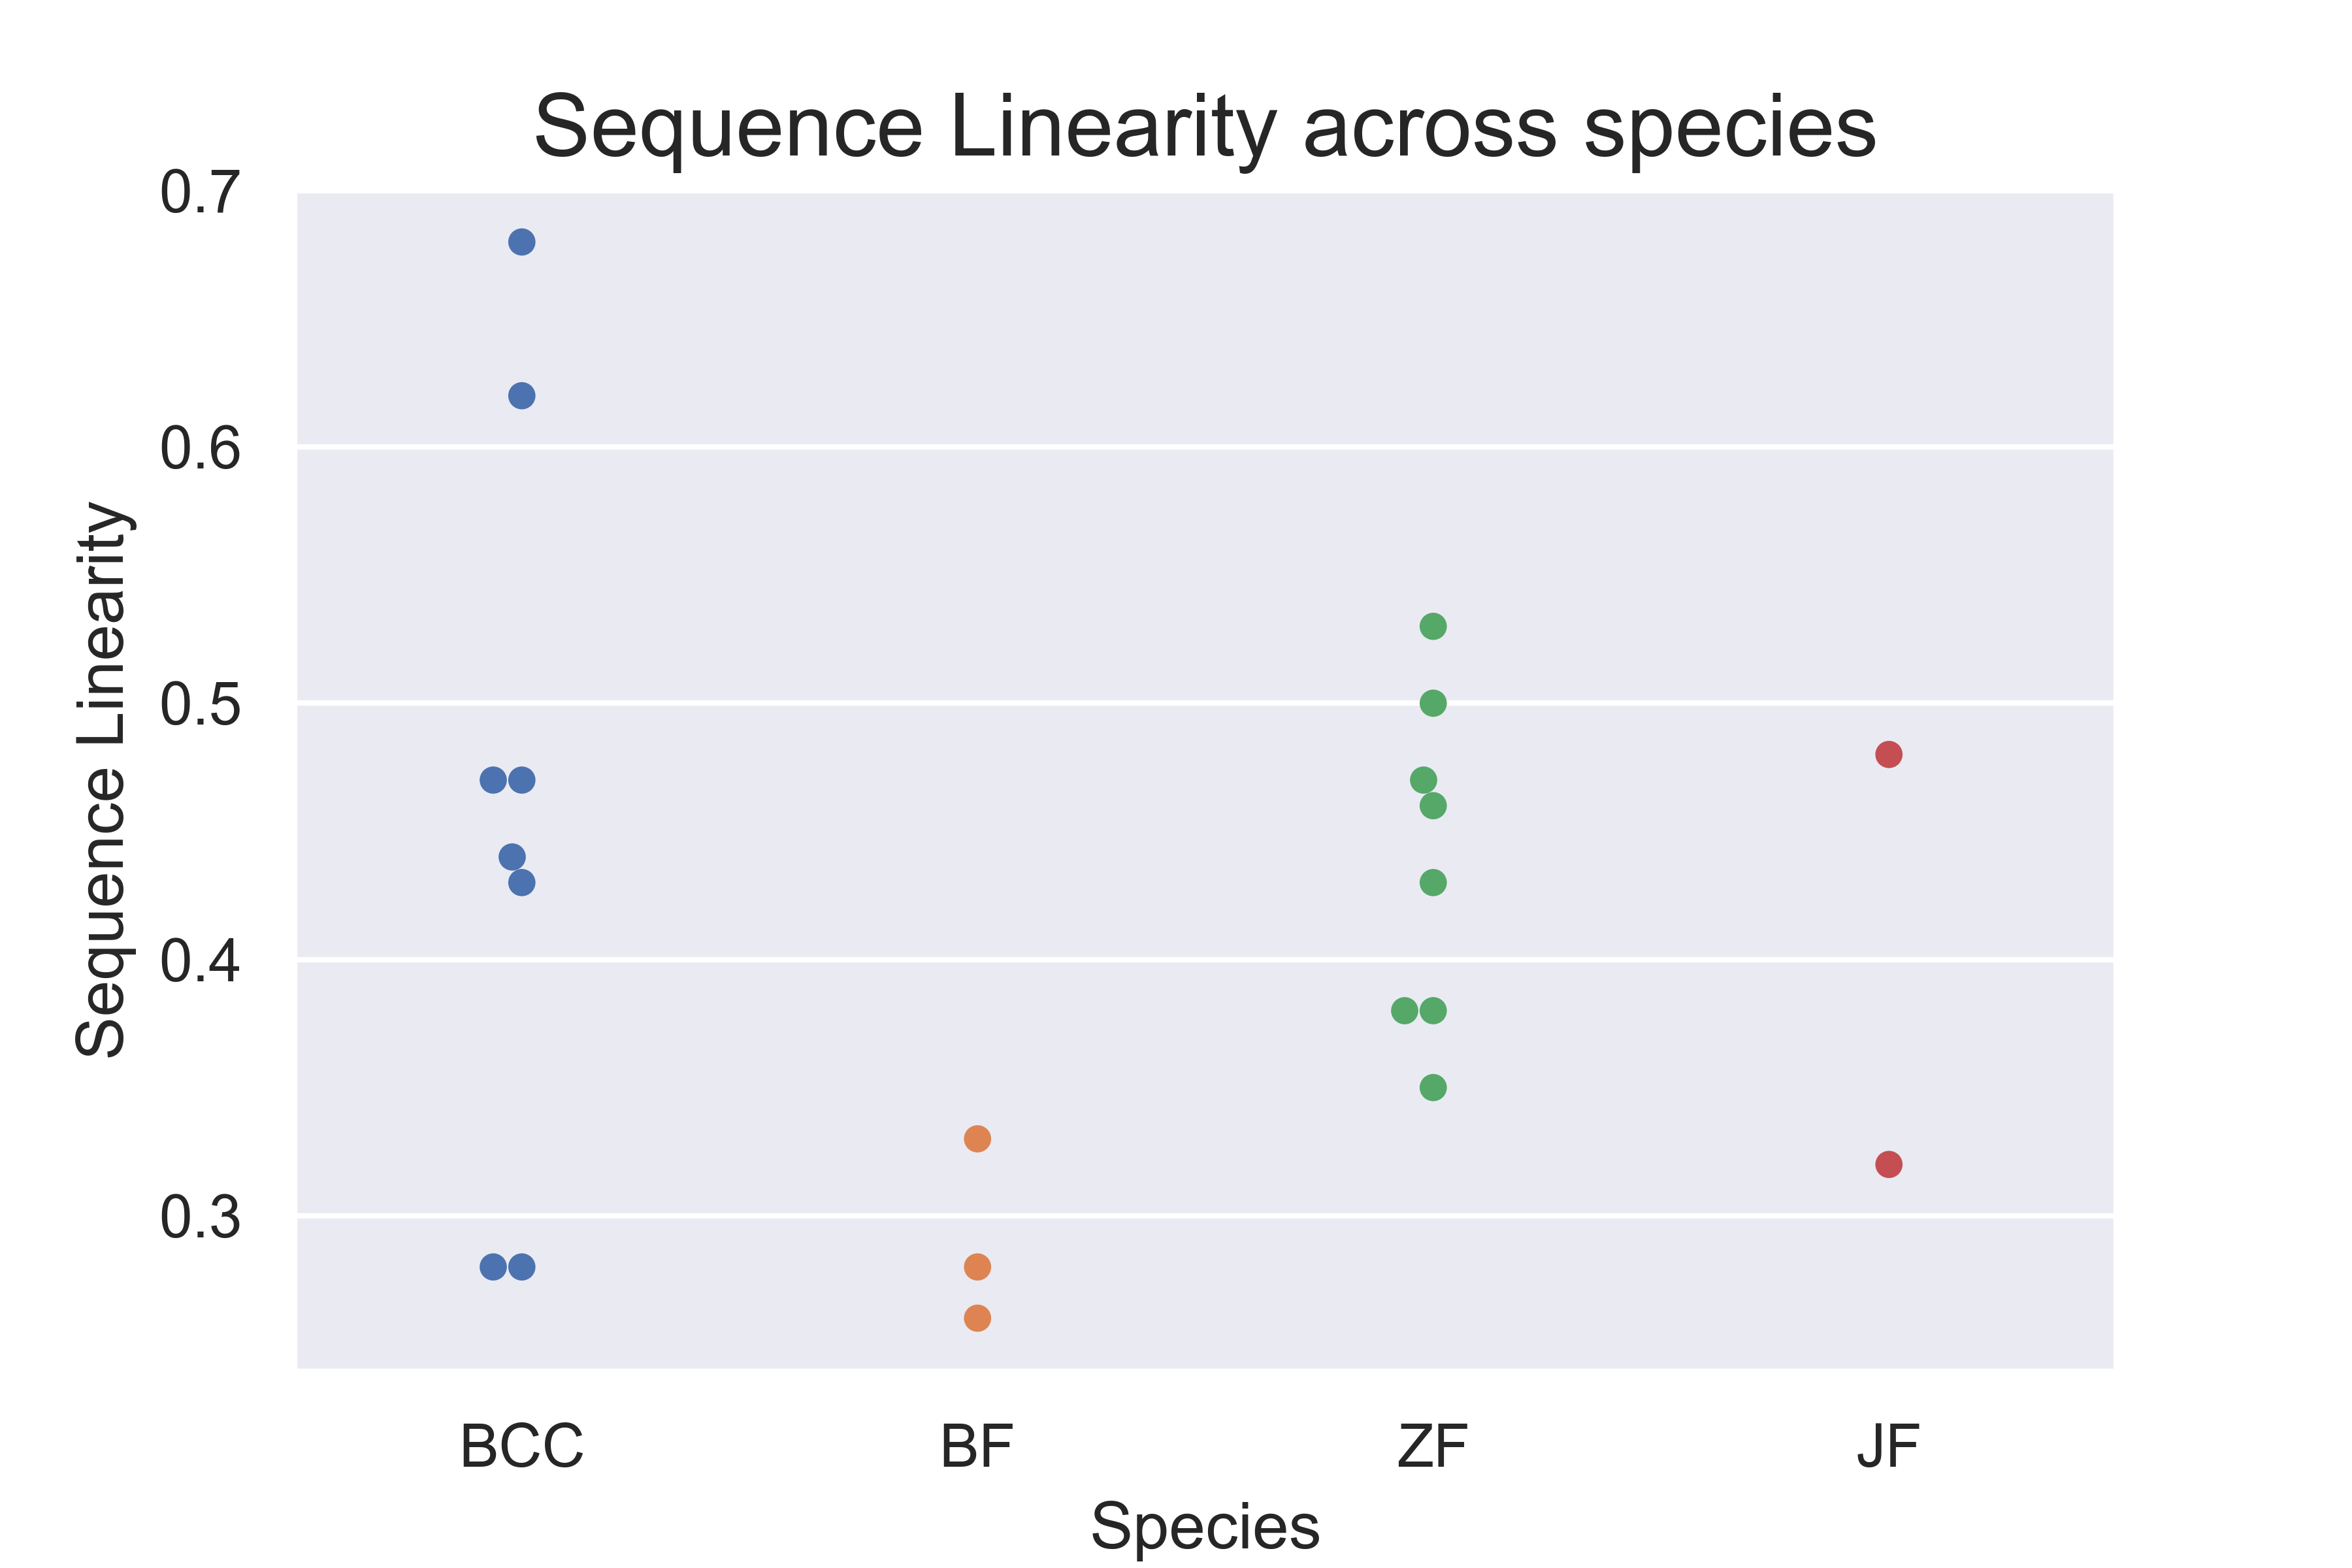 Sequence Linearity across species
0.7
0.6
0.5
0.4
0.3
Sequence Linearity
BCC
BF
ZF
JF
Species